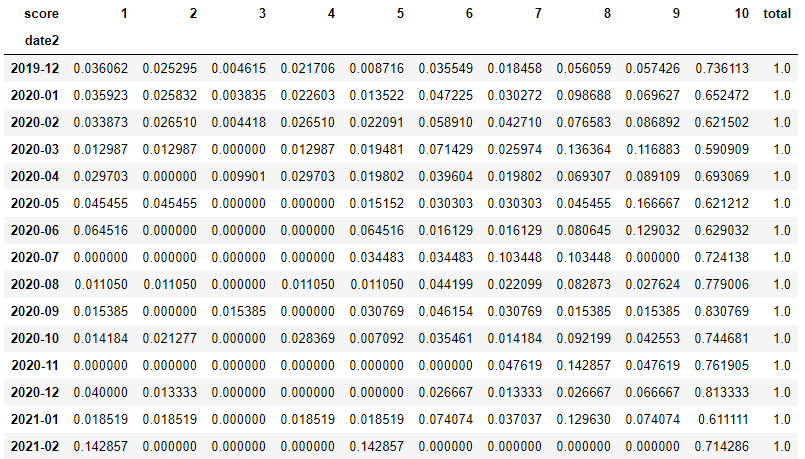 score 1 2 3 4 5 6 7 8 9 10 total
date2
2019-12 0.036062 0.025295 0.004615 0.021706 0.008716 0.035549 0.018458 0.056059 0.057426 0.736113 1.0
2020-01 0.035923 0.025832 0.003835 0.022603 0.013522 0.047225 0.030272 0.098688 0.069627 0.652472 1.0
2020-02 0.033873 0.026510 0.004418 0.026510 0.022091 0.058910 0.042710 0.076583 0.086892 0.621502 1.0
2020-03 0.012987 0.012987 0.000000 0.012987 0.019481 0.071429 0.025974 0.136364 0.116883 0.590909 1.0
2020-04 0.029703 0.000000 0.009901 0.029703 0.019802 0.039604 0.019802 0.069307 0.089109 0.693069 1.0
2020-05 0.045455 0.045455 0.000000 0.000000 0.015152 0.030303 0.030303 0.045455 0.166667 0.621212 1.0
2020-06 0.064516 0.000000 0.000000 0.000000 0.064516 0.016129 0.016129 0.080645 0.129032 0.629032 1.0
2020-07 0.000000 0.000000 0.000000 0.000000 0.034483 0.034483 0.103448 0.103448 0.000000 0.724138 1.0
2020-08 0.011050 0.011050 0.000000 0.011050 0.011050 0.044199 0.022099 0.082873 0.027624 0.779006 1.0
2020-09 0.015385 0.000000 0.015385 0.000000 0.030769 0.046154 0.030769 0.015385 0.015385 0.830769 1.0
2020-10 0.014184 0.021277 0.000000 0.028369 0.007092 0.035461 0.014184 0.092199 0.042553 0.744681 1.0
2020-11 0.000000 0.000000 0.000000 0.000000 0.000000 0.000000 0.047619 0.142857 0.047619 0.761905 1.0
2020-12 0.040000 0.013333 0.000000 0.000000 0.000000 0.026667 0.013333 0.026667 0.066667 0.813333 1.0
2021-01 0.018519 0.018519 0.000000 0.018519 0.018519 0.074074 0.037037 0.129630 0.074074 0.611111 1.0
2021-02 0.142857 0.000000 0.000000 0.000000 0.142857 0.000000 0.000000 0.000000 0.000000 0.714286 1.0